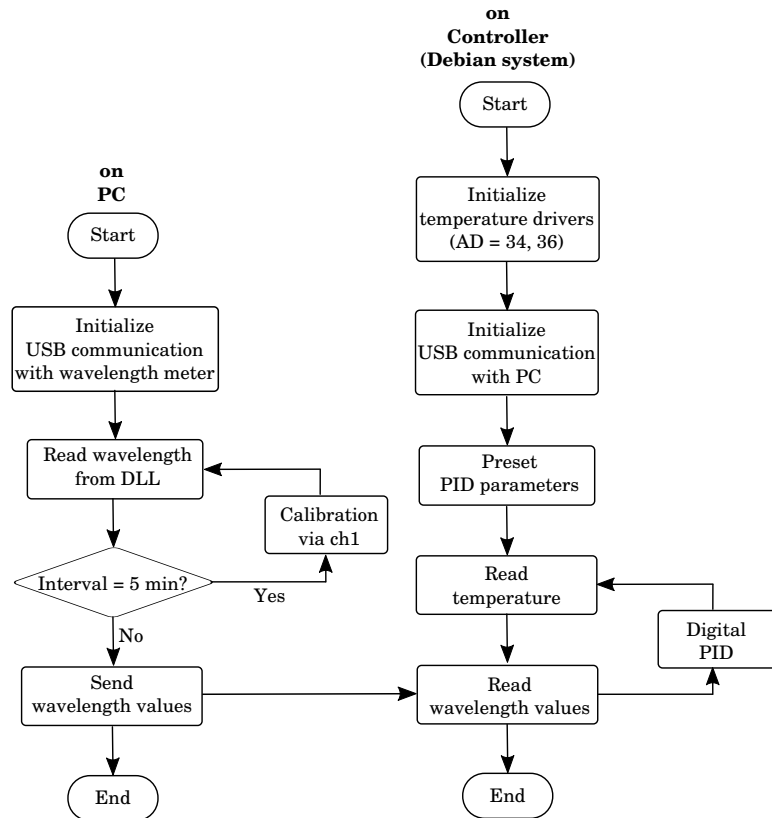 on
PC
Start
Initialize
USB communication
with wavelength meter
Read wavelength
from DLL
Calibration
via ch1
Interval = 5 min?
Yes
No
Send
wavelength values
End
on
Controller
(Debian system)
Start
Initialize
temperature drivers
(AD = 34, 36)
Initialize
USB communication
with PC
Preset
PID parameters
Read
temperature
Digital
PID
Read
wavelength values
End